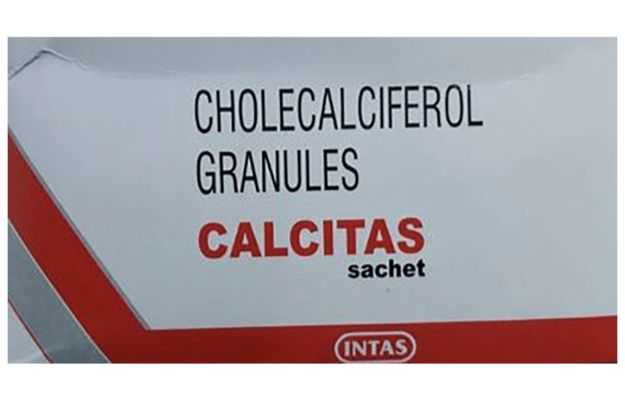 CHOLECALCIFEROL
GRANULES
CALCITAS
sachet
INTAS